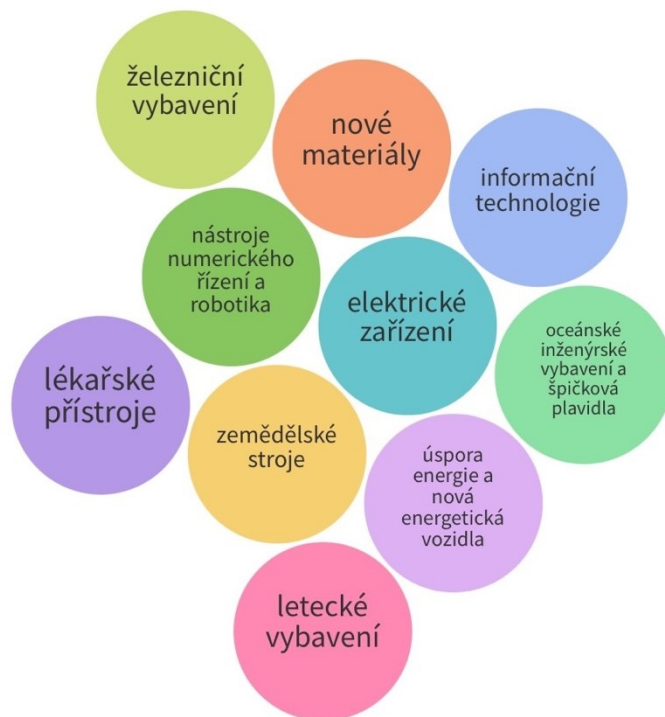 železniční
vybavení
nové
materiály
informační
technologie
nástroje
numerického
řízení a
robotika
elektrické
zařízení
oceánské
inženýrské
vybavení a
špičková
plavidla
lékařské
přístroje
zemědělské
stroje
úspora
energie a
nová
energetická
vozidla
letecké
vybavení